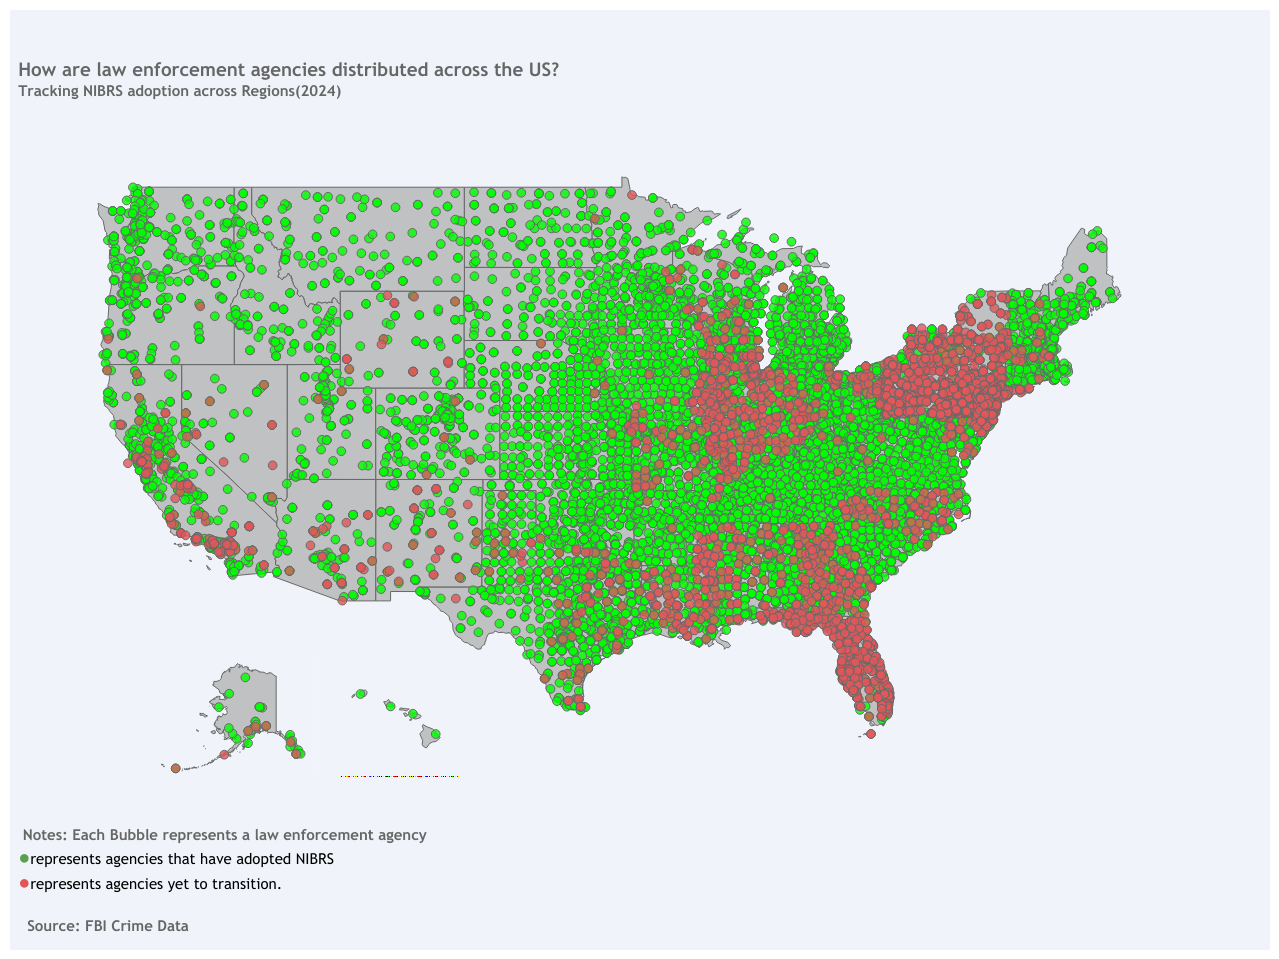 How are law enforcement agencies distributed across the US?
Tracking NIBRS adoption across Regions(2024)
Notes: Each Bubble represents a law enforcement agency
represents agencies that have adopted NIBRS
represents agencies yet to transition.
Source: FBI Crime Data